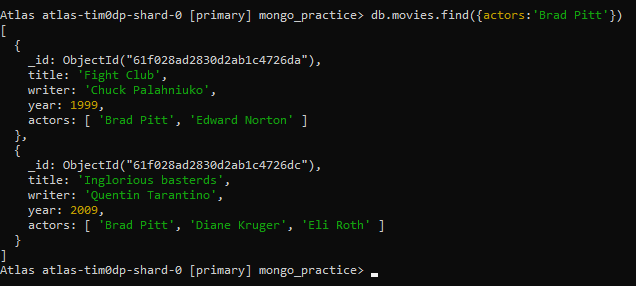 Atlas atlas-tim0dp-shard-0 [primary] mongo_practice> db.movies.find({actors:'Brad Pitt'})
[
  {
    _id: ObjectId("61f028ad2830d2ab1c4726da"),
    title: 'Fight Club',
    writer: 'Chuck Palahniuko',
    year: 1999,
    actors: [ 'Brad Pitt', 'Edward Norton' ]
  },
  {
    _id: ObjectId("61f028ad2830d2ab1c4726dc"),
    title: 'Inglorious basterds',
    writer: 'Quentin Tarantino',
    year: 2009,
    actors: [ 'Brad Pitt', 'Diane Kruger', 'Eli Roth' ]
  }
]
Atlas atlas-tim0dp-shard-0 [primary] mongo_practice>